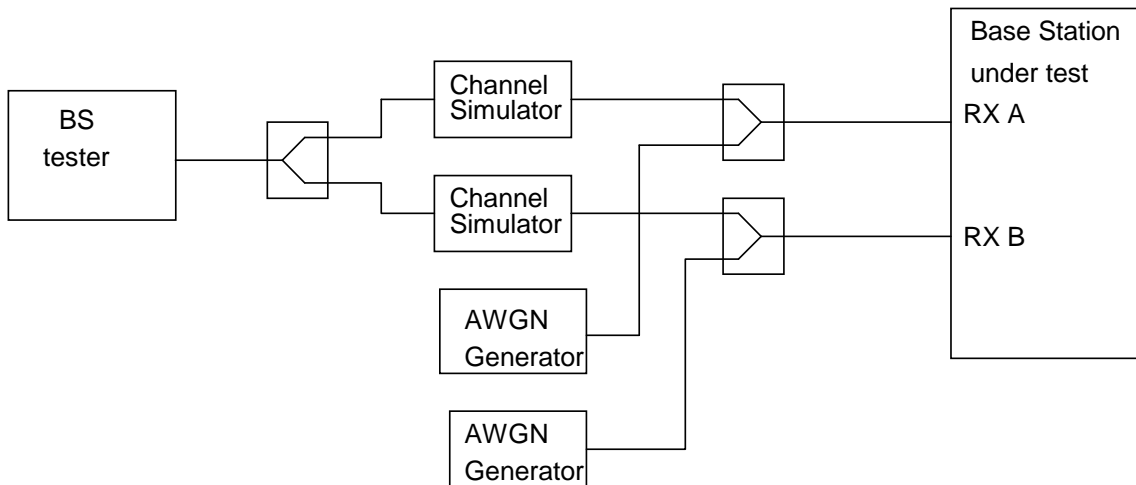 BS
tester
Channel
Simulator
Channel
Simulator
AWGN
Generator
AWGN
Generator
Base Station
under test
RX A
RX B